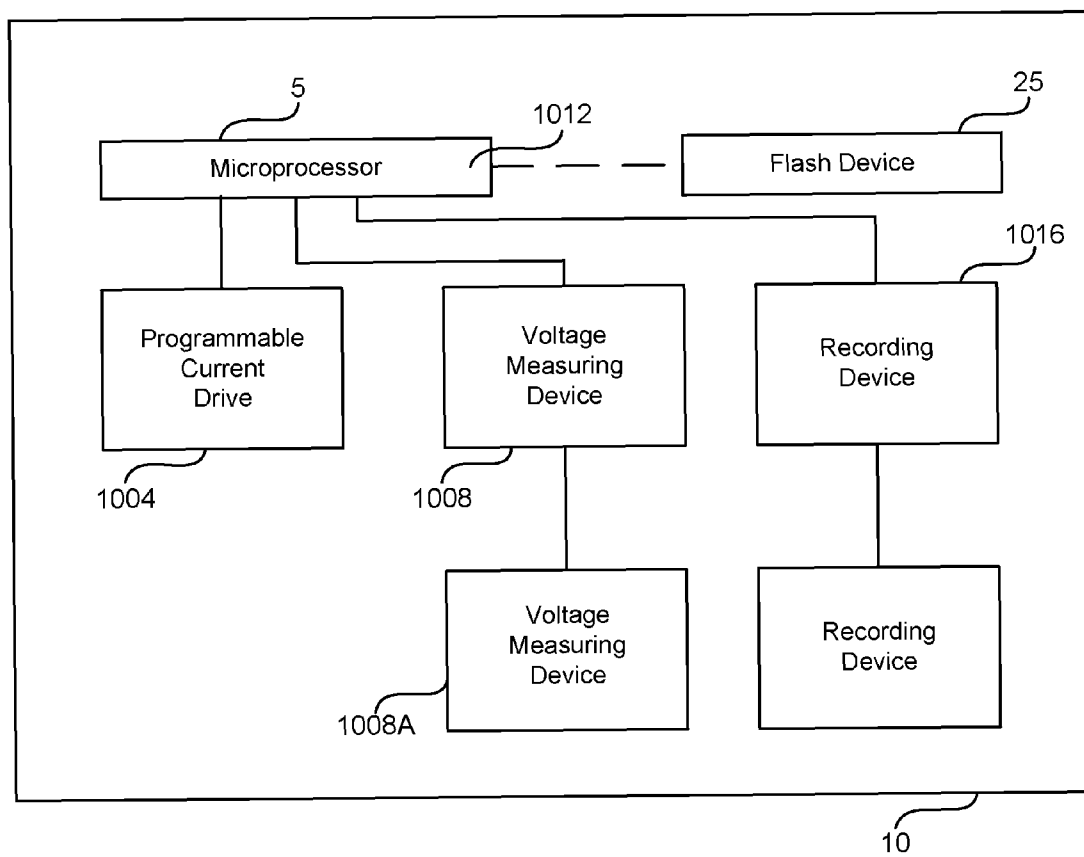 5
1012
25
Microprocessor
Flash Device
1016
Programmable
Current
Drive
Voltage
Measuring
Device
Recording
Device
1004
1008
Voltage
Measuring
Device
Recording
Device
1008A
10